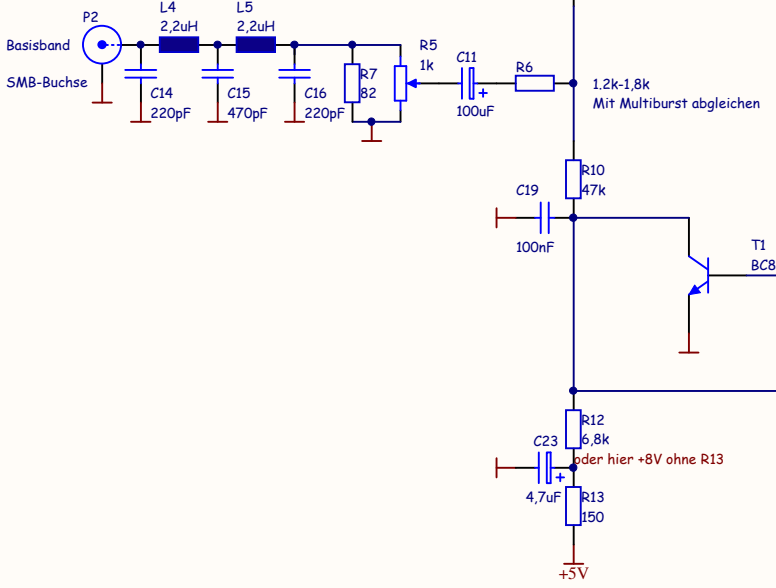 P2
Basisband
SMB-Buchse
L4
2,2uH
L5
2,2uH
C14
220pF
C15
470pF
C16
220pF
R7
82
R5
1k
C11
+
100uF
R6
1.2k-1,8k
Mit Multiburst abgleichen
R10
47k
C19
100nF
T1
BC8
R12
6,8k
oder hier +8V ohne R13
C23
+
4,7uF
R13
150
+5V